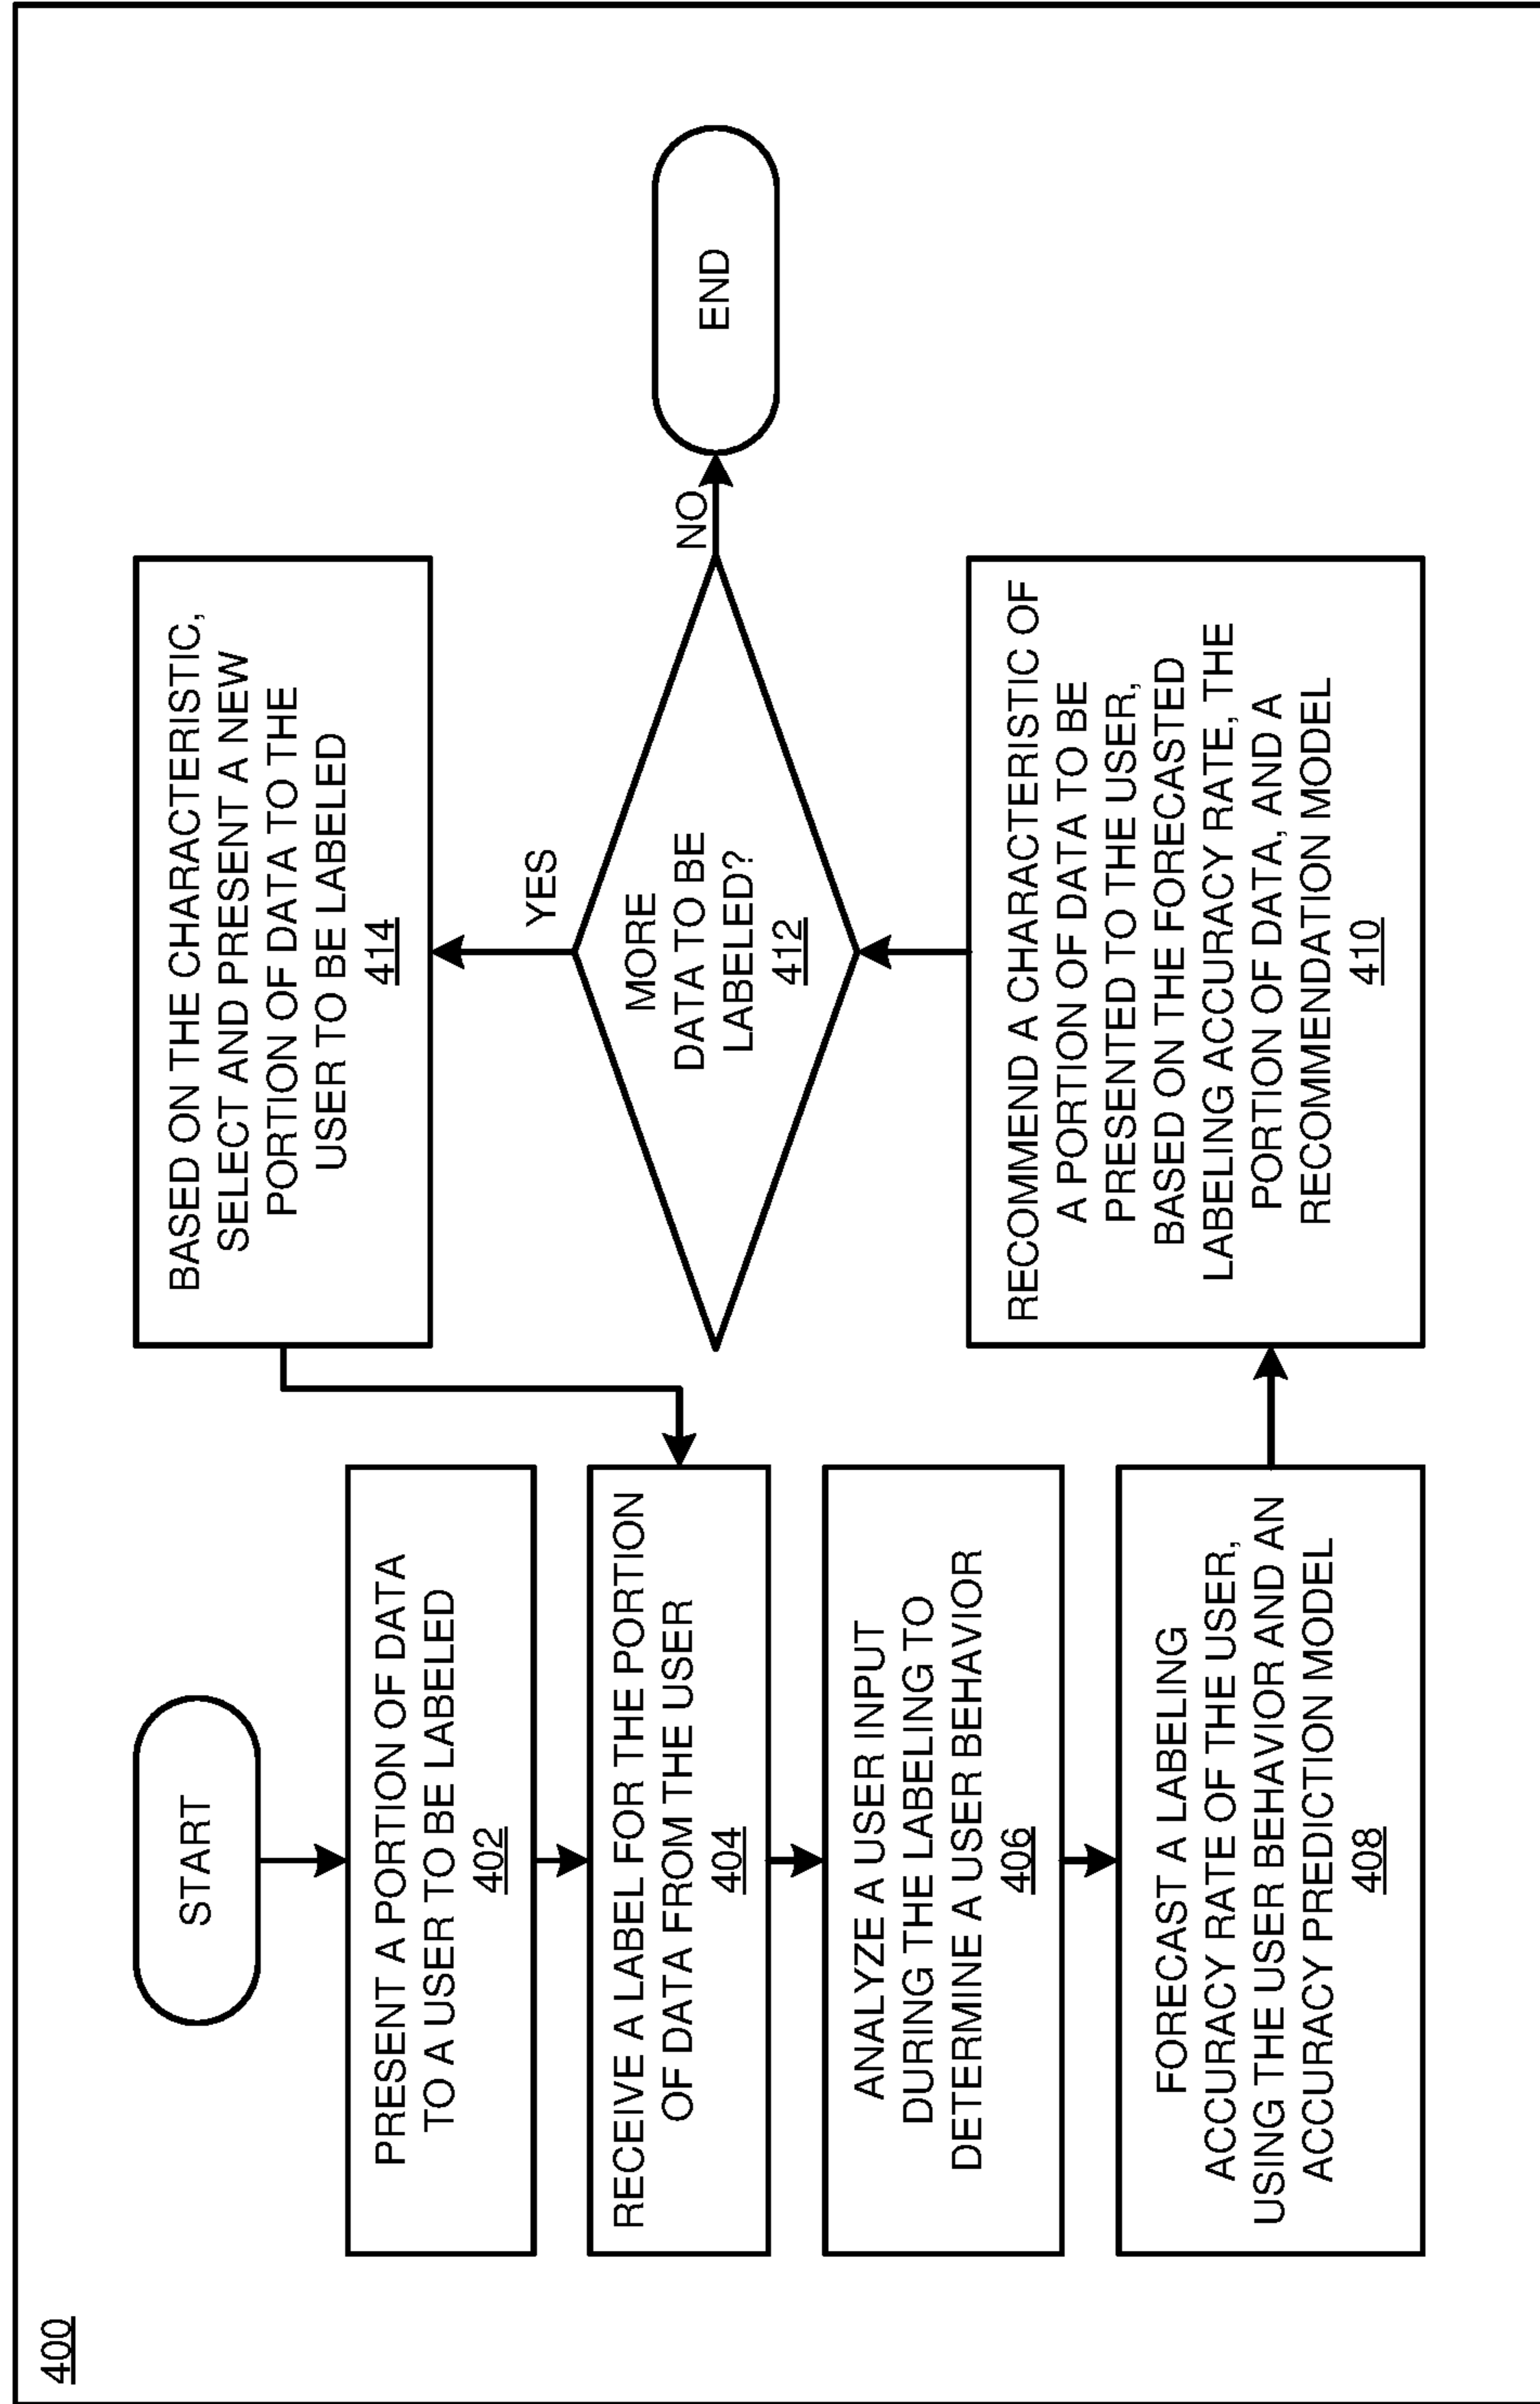 400
START
PRESENT A PORTION OF DATA
TO A USER TO BE LABELED
402
RECEIVE A LABEL FOR THE PORTION
OF DATA FROM THE USER
404
ANALYZE A USER INPUT
DURING THE LABELING TO
DETERMINE A USER BEHAVIOR
406
FORECAST A LABELING
ACCURACY RATE OF THE USER,
USING THE USER BEHAVIOR AND AN
ACCURACY PREDICTION MODEL
408
RECOMMEND A CHARACTERISTIC OF
A PORTION OF DATA TO BE
PRESENTED TO THE USER,
BASED ON THE FORECASTED
LABELING ACCURACY RATE, THE
PORTION OF DATA, AND A
RECOMMENDATION MODEL
410
MORE
DATA TO BE
LABELED?
412
YES
NO
BASED ON THE CHARACTERISTIC,
SELECT AND PRESENT A NEW
PORTION OF DATA TO THE
USER TO BE LABELED
414
END